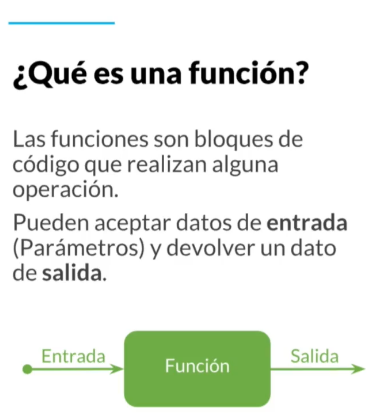 ¿Qué es una función?
Las funciones son bloques de
código que realizan alguna
operación.
Pueden aceptar datos de entrada
(Parámetros) y devolver un dato
de salida.
Entrada
Función
Salida